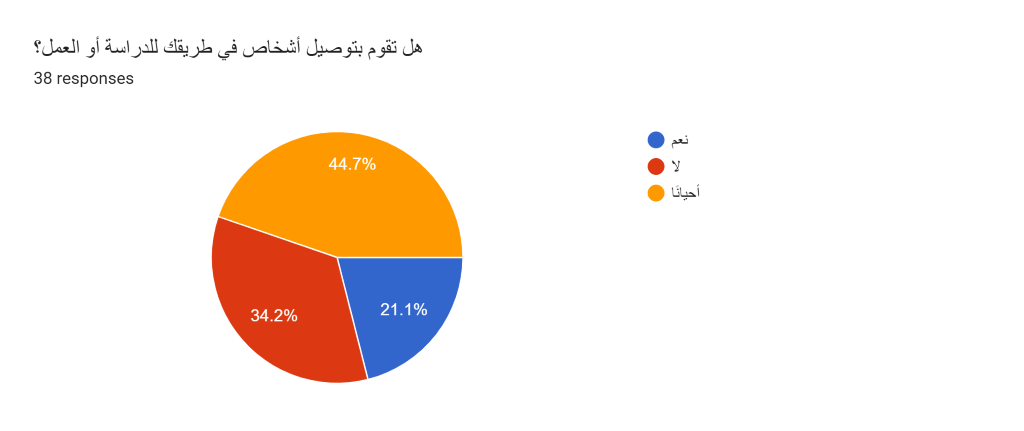 هل تقوم بتوصيل أشخاص في طريقك للدراسة أو العمل؟
38 responses
نعم
لا
أحيانًا
44.7%
34.2%
21.1%